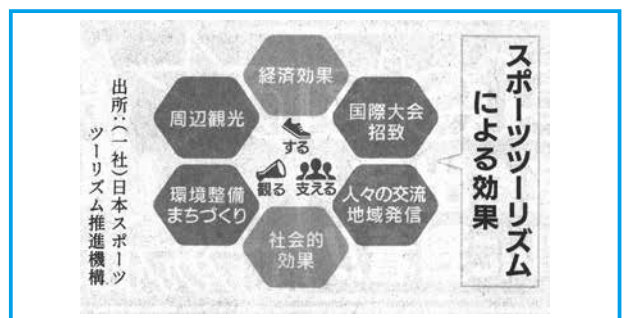 スポーツツーリズム
による効果
経済効果
国際大会
招致
人々の交流
地域発信
社会的
効果
環境整備
まちづくり
周辺観光
する
観る
支える
出所:(一社)日本スポーツ
ツーリズム推進機構